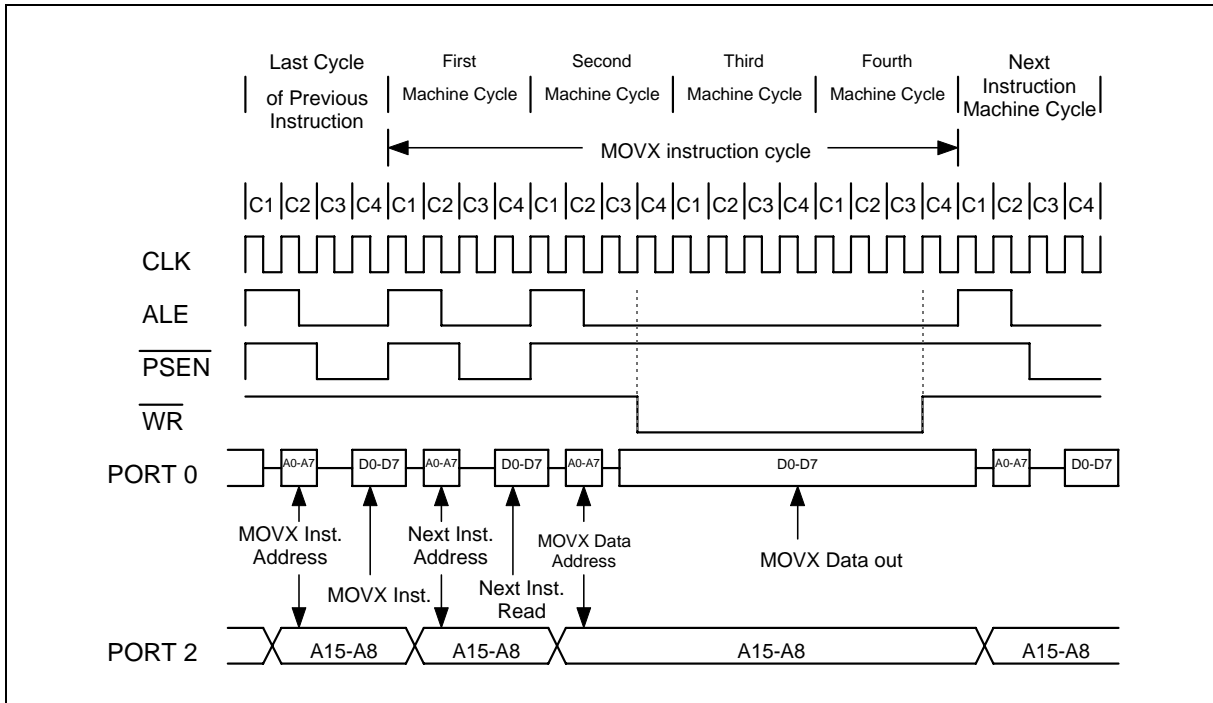 Last Cycle
of Previous
Instruction
First
Machine Cycle
Second
Machine Cycle
Third
Machine Cycle
Fourth
Machine Cycle
Next
Instruction
Machine Cycle
MOVX instruction cycle
C1 C2 C3 C4 C1 C2 C3 C4 C1 C2 C3 C4 C1 C2 C3 C4 C1 C2 C3 C4 C1 C2 C3 C4
CLK
ALE
PSEN
WR
PORT 0
A0-A7 D0-D7 A0-A7 D0-D7 A0-A7 D0-D7 A0-A7 D0-D7
MOVX Inst.
Address
MOVX Inst.
Next Inst.
Address
Next Inst.
Read
MOVX Data
Address
MOVX Data out
PORT 2
A15-A8 A15-A8 A15-A8 A15-A8